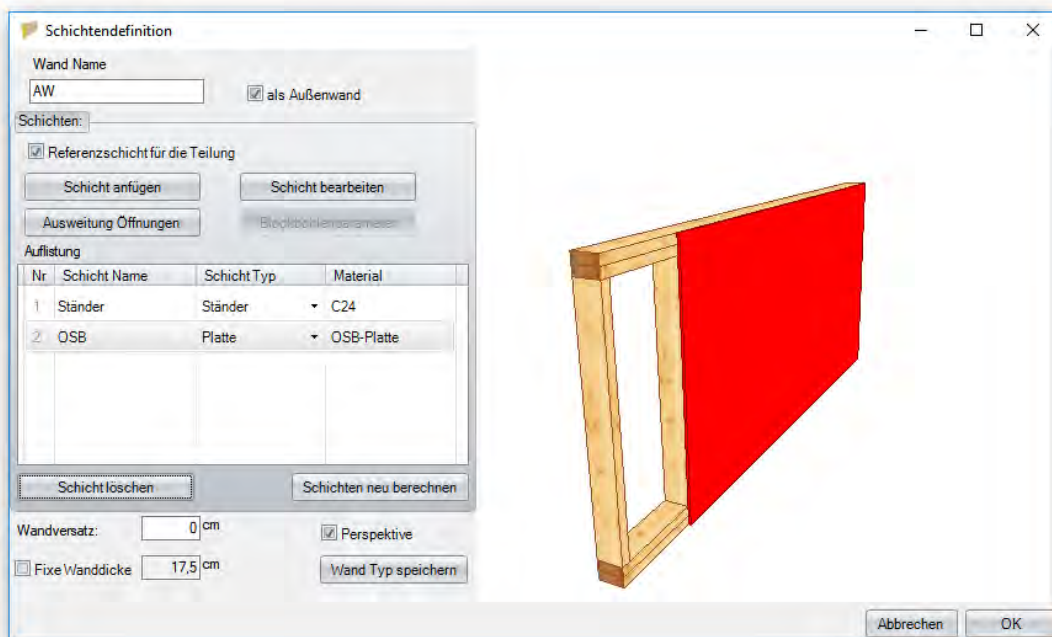 Schichtendefinition
Wand Name
AW
als Außenwand
Schichten:
Referenzschicht für die Teilung
Schicht anfügen
Schicht bearbeiten
Ausweitung Öffnungen
Blockbohlenparameter
Auflistung
Nr Schicht Name Schicht Typ Material
1 Ständer Ständer C24
2 OSB Platte OSB-Platte
Schicht löschen
Schichten neu berechnen
Wandversatz: 0 cm
Perspektive
Fixe Wanddicke 17,5 cm
Wand Typ speichern
Abbrechen
OK